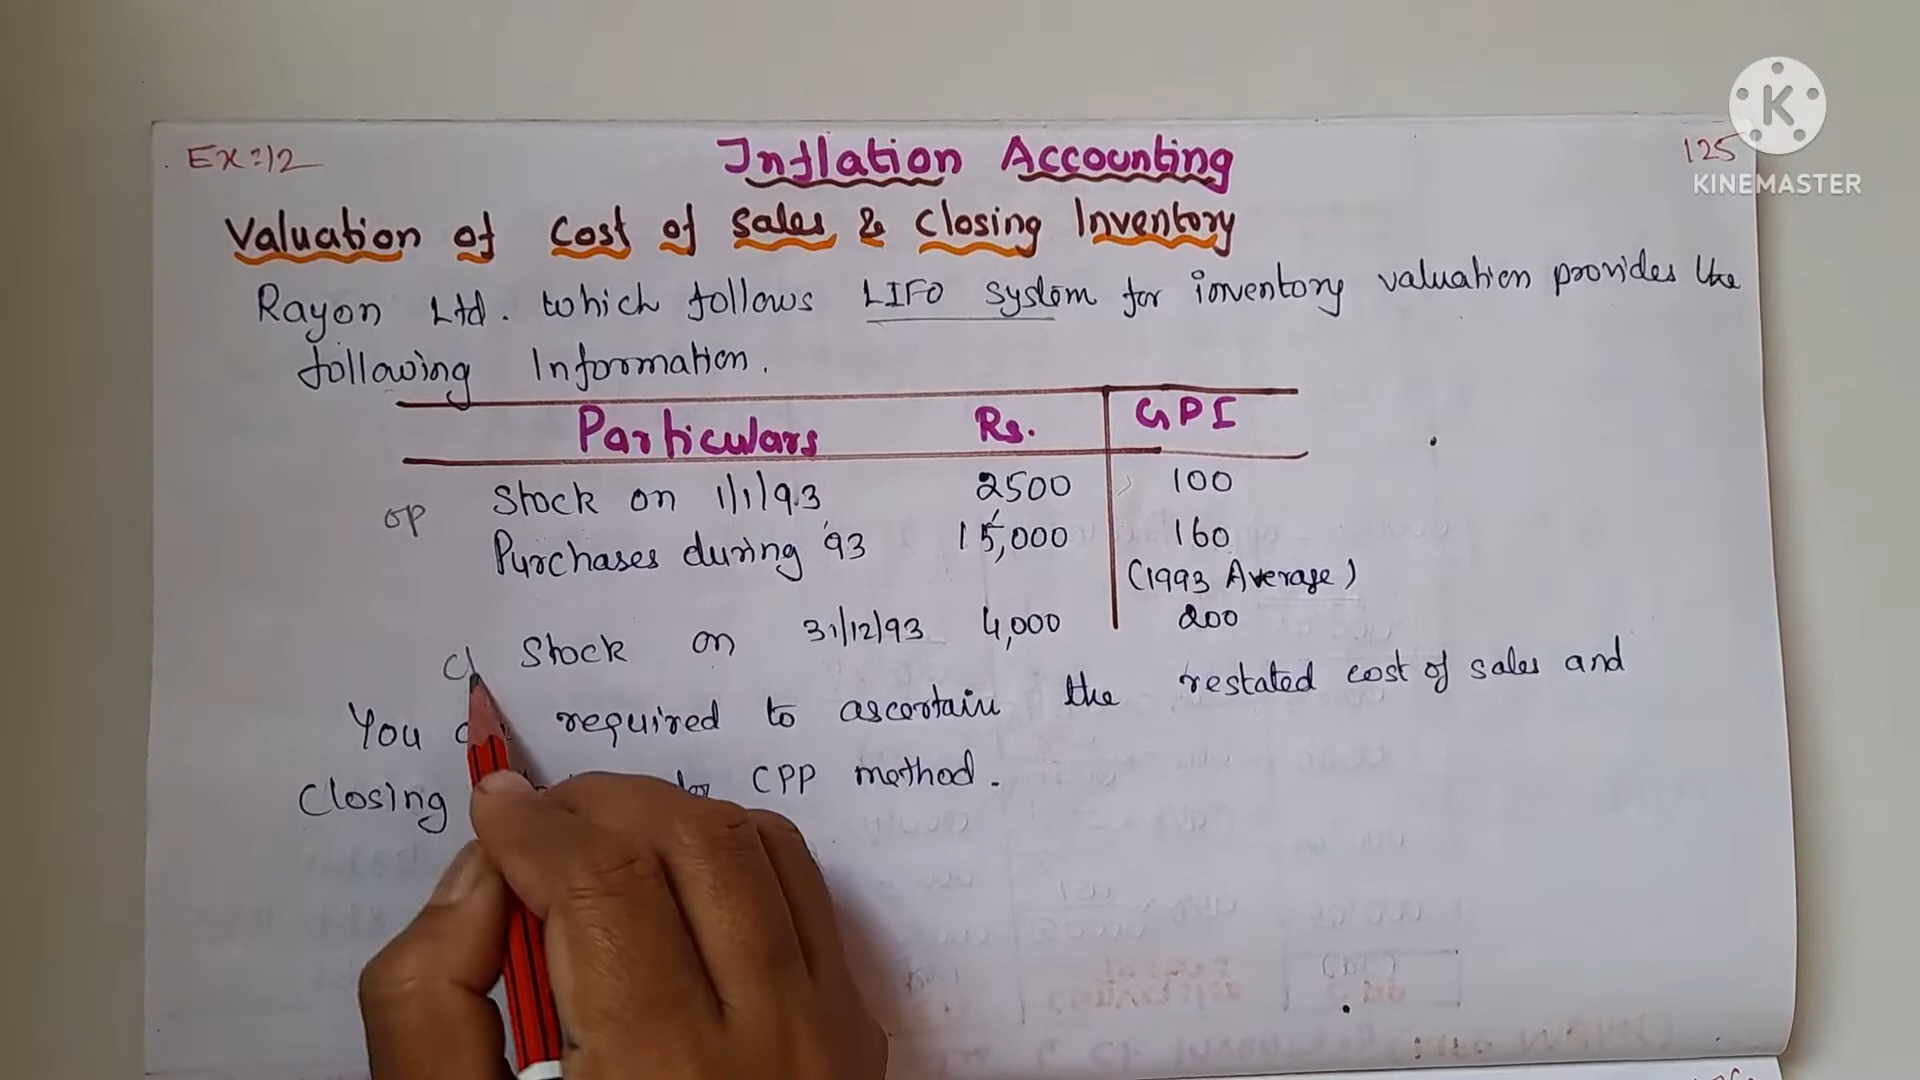 Ex:12
Inflation Accounting
125
K
KINEMASTER
Valuation of Cost of Sales & Closing Inventory
Rayon Ltd. which follows LIFO system for inventory valuation provides the
following Information.
Particulars Rs. GPI
op Stock on 1/1/93 2500 100
Purchases during '93 15,000 160
(1993 Average)
cl Stock on 31/12/93 4,000 200
You required to ascertain the restated cost of sales and
Closing CPP method.